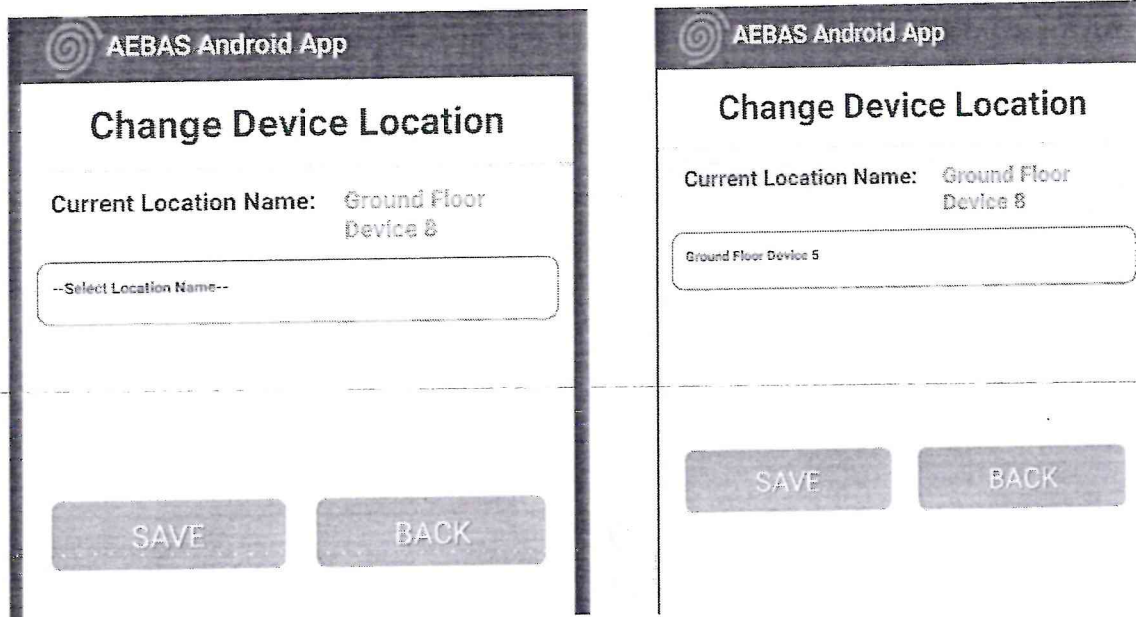 AEBAS Android App
Change Device Location
Current Location Name: Ground Floor
Device 8
--Select Location Name--
SAVE BACK
AEBAS Android App
Change Device Location
Current Location Name: Ground Floor
Device 8
Ground Floor Device 5
SAVE BACK